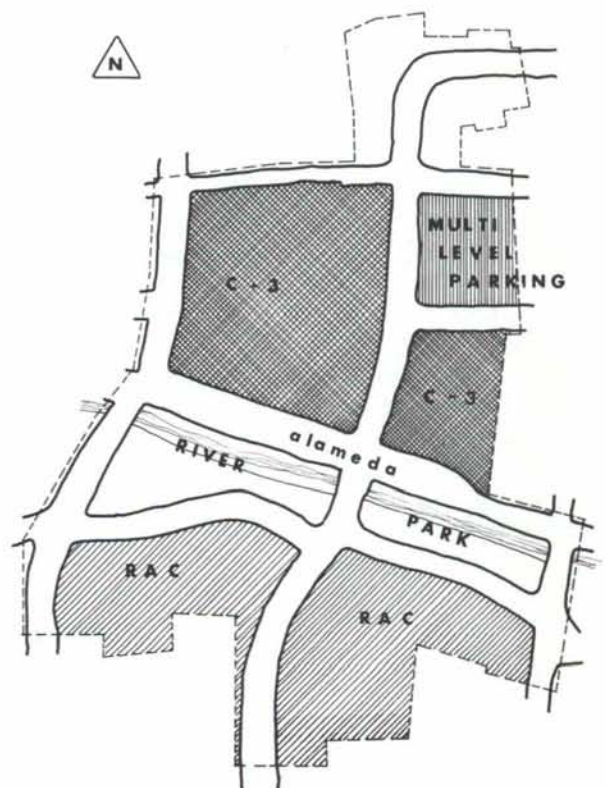 N
MULTI
LEVEL
PARKING
C-3
C-3
alameda
RIVER
PARK
RAC
RAC